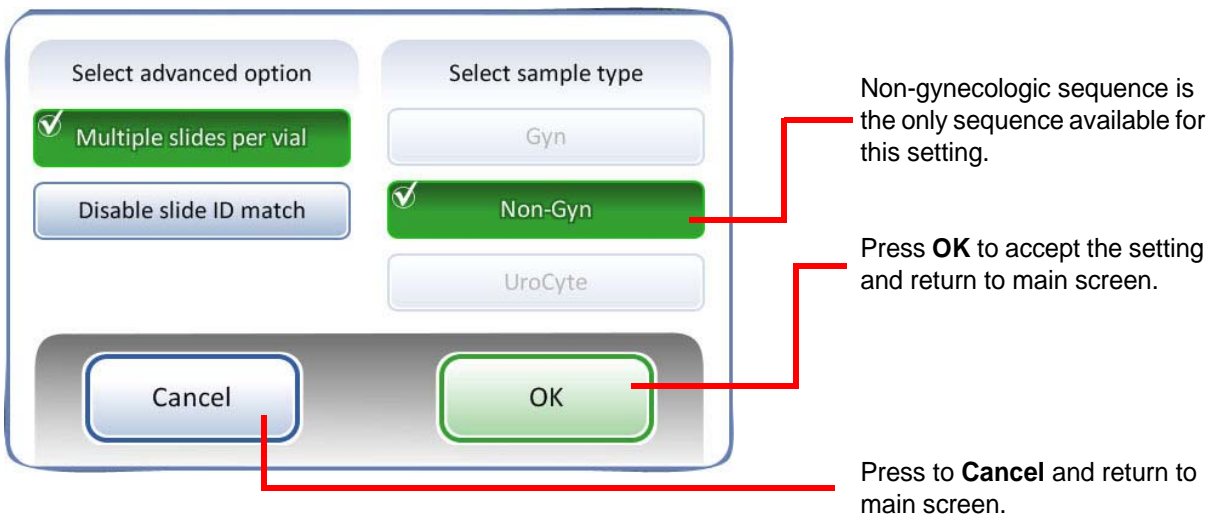 Select advanced option
Select sample type
Multiple slides per vial
Gyn
Disable slide ID match
Non-Gyn
UroCyte
Cancel
OK
Non-gynecologic sequence is
the only sequence available for
this setting.
Press OK to accept the setting
and return to main screen.
Press to Cancel and return to
main screen.